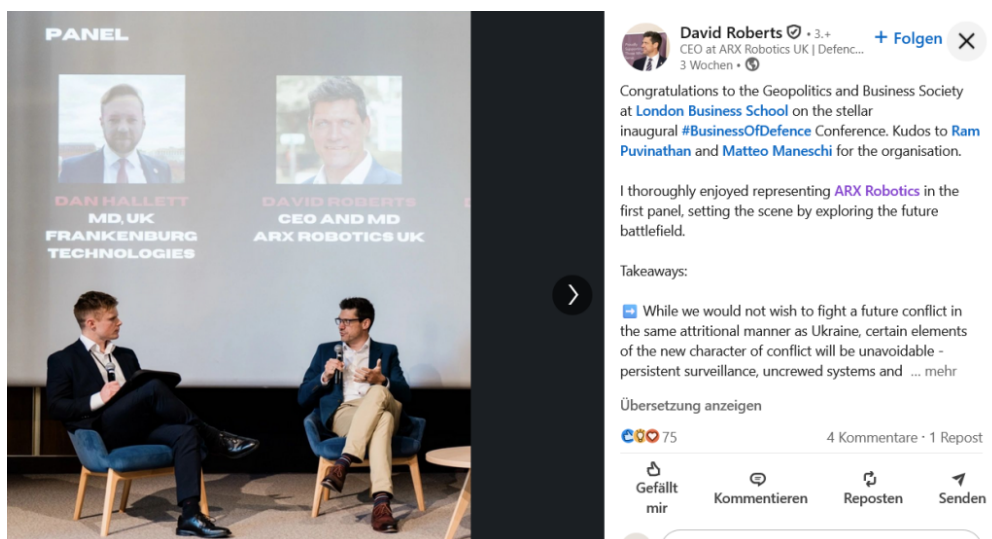 PANEL
DAN HALLETT
MD, UK
FRANKENBURG
TECHNOLOGIES
DAVID ROBERTS
CEO AND MD
ARX ROBOTICS UK
David Roberts • 3.+
CEO at ARX Robotics UK | Defenc...
3 Wochen •
+ Folgen
Congratulations to the Geopolitics and Business Society
at London Business School on the stellar
inaugural #BusinessOfDefence Conference. Kudos to Ram
Puvinathan and Matteo Maneschi for the organisation.
I thoroughly enjoyed representing ARX Robotics in the
first panel, setting the scene by exploring the future
battlefield.
Takeaways:
➡️ While we would not wish to fight a future conflict in
the same attritional manner as Ukraine, certain elements
of the new character of conflict will be unavoidable -
persistent surveillance, uncrewed systems and ... mehr
Übersetzung anzeigen
75
4 Kommentare · 1 Repost
Gefällt
mir
Kommentieren
Reposten
Senden